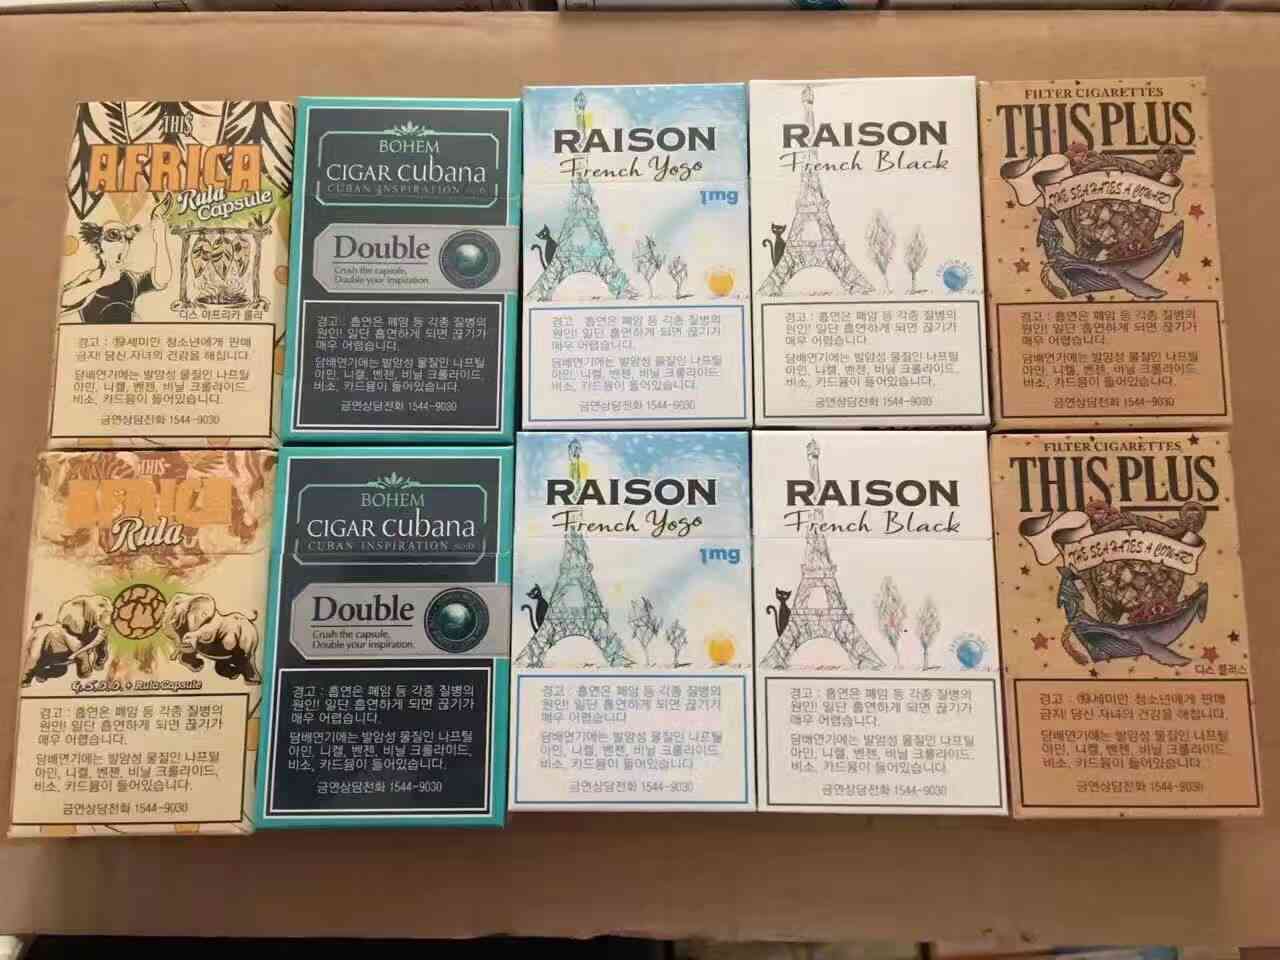 THIS
AFRICA
Rula
Capsule
디스 아프리카 룰라
경고 : 19세미만 청소년에게 판매
금지! 당신 자녀의 건강을 해칩니다.
담배연기에는 발암성 물질인 나프틸
아민, 니켈, 벤젠, 비닐 크롤라이드,
비소, 카드뮴이 들어있습니다.
금연상담전화 1544-9030
BOHEM
CIGAR cubana
CUBAN INSPIRATION no.6
Double
Crush the capsule,
Double your inspiration.
경고 : 흡연은 폐암 등 각종 질병의
원인! 일단 흡연하게 되면 끊기가
매우 어렵습니다.
담배연기에는 발암성 물질인 나프틸
아민, 니켈, 벤젠, 비닐 크롤라이드,
비소, 카드뮴이 들어있습니다.
금연상담전화 1544-9030
RAISON
French Yogo
1mg
경고 : 흡연은 폐암 등 각종 질병의
원인! 일단 흡연하게 되면 끊기가
매우 어렵습니다.
담배연기에는 발암성 물질인 나프틸
아민, 니켈, 벤젠, 비닐 크롤라이드,
비소, 카드뮴이 들어있습니다.
금연상담전화 1544-9030
RAISON
French Black
경고 : 흡연은 폐암 등 각종 질병의
원인! 일단 흡연하게 되면 끊기가
매우 어렵습니다.
담배연기에는 발암성 물질인 나프틸
아민, 니켈, 벤젠, 비닐 크롤라이드,
비소, 카드뮴이 들어있습니다.
금연상담전화 1544-9030
FILTER CIGARETTES
THIS PLUS
THE SEA HATES A COWARD
경고 : 흡연은 폐암 등 각종 질병의
원인! 일단 흡연하게 되면 끊기가
매우 어렵습니다.
담배연기에는 발암성 물질인 나프틸
아민, 니켈, 벤젠, 비닐 크롤라이드,
비소, 카드뮴이 들어있습니다.
금연상담전화 1544-9030
THIS
AFRICA
Rula
Rula Capsule
경고 : 흡연은 폐암 등 각종 질병의
원인! 일단 흡연하게 되면 끊기가
매우 어렵습니다.
담배연기에는 발암성 물질인 나프틸
아민, 니켈, 벤젠, 비닐 크롤라이드,
비소, 카드뮴이 들어있습니다.
금연상담전화 1544-9030
BOHEM
CIGAR cubana
CUBAN INSPIRATION no.6
Double
Crush the capsule,
Double your inspiration.
경고 : 흡연은 폐암 등 각종 질병의
원인! 일단 흡연하게 되면 끊기가
매우 어렵습니다.
담배연기에는 발암성 물질인 나프틸
아민, 니켈, 벤젠, 비닐 크롤라이드,
비소, 카드뮴이 들어있습니다.
금연상담전화 1544-9030
RAISON
French Yogo
1mg
경고 : 흡연은 폐암 등 각종 질병의
원인! 일단 흡연하게 되면 끊기가
매우 어렵습니다.
담배연기에는 발암성 물질인 나프틸
아민, 니켈, 벤젠, 비닐 크롤라이드,
비소, 카드뮴이 들어있습니다.
금연상담전화 1544-9030
RAISON
French Black
경고 : 흡연은 폐암 등 각종 질병의
원인! 일단 흡연하게 되면 끊기가
매우 어렵습니다.
담배연기에는 발암성 물질인 나프틸
아민, 니켈, 벤젠, 비닐 크롤라이드,
비소, 카드뮴이 들어있습니다.
금연상담전화 1544-9030
FILTER CIGARETTES
THIS PLUS
THE SEA HATES A COWARD
디스 플러스
경고 : 19세미만 청소년에게 판매
금지! 당신 자녀의 건강을 해칩니다.
담배연기에는 발암성 물질인 나프틸
아민, 니켈, 벤젠, 비닐 크롤라이드,
비소, 카드뮴이 들어있습니다.
금연상담전화 1544-9030